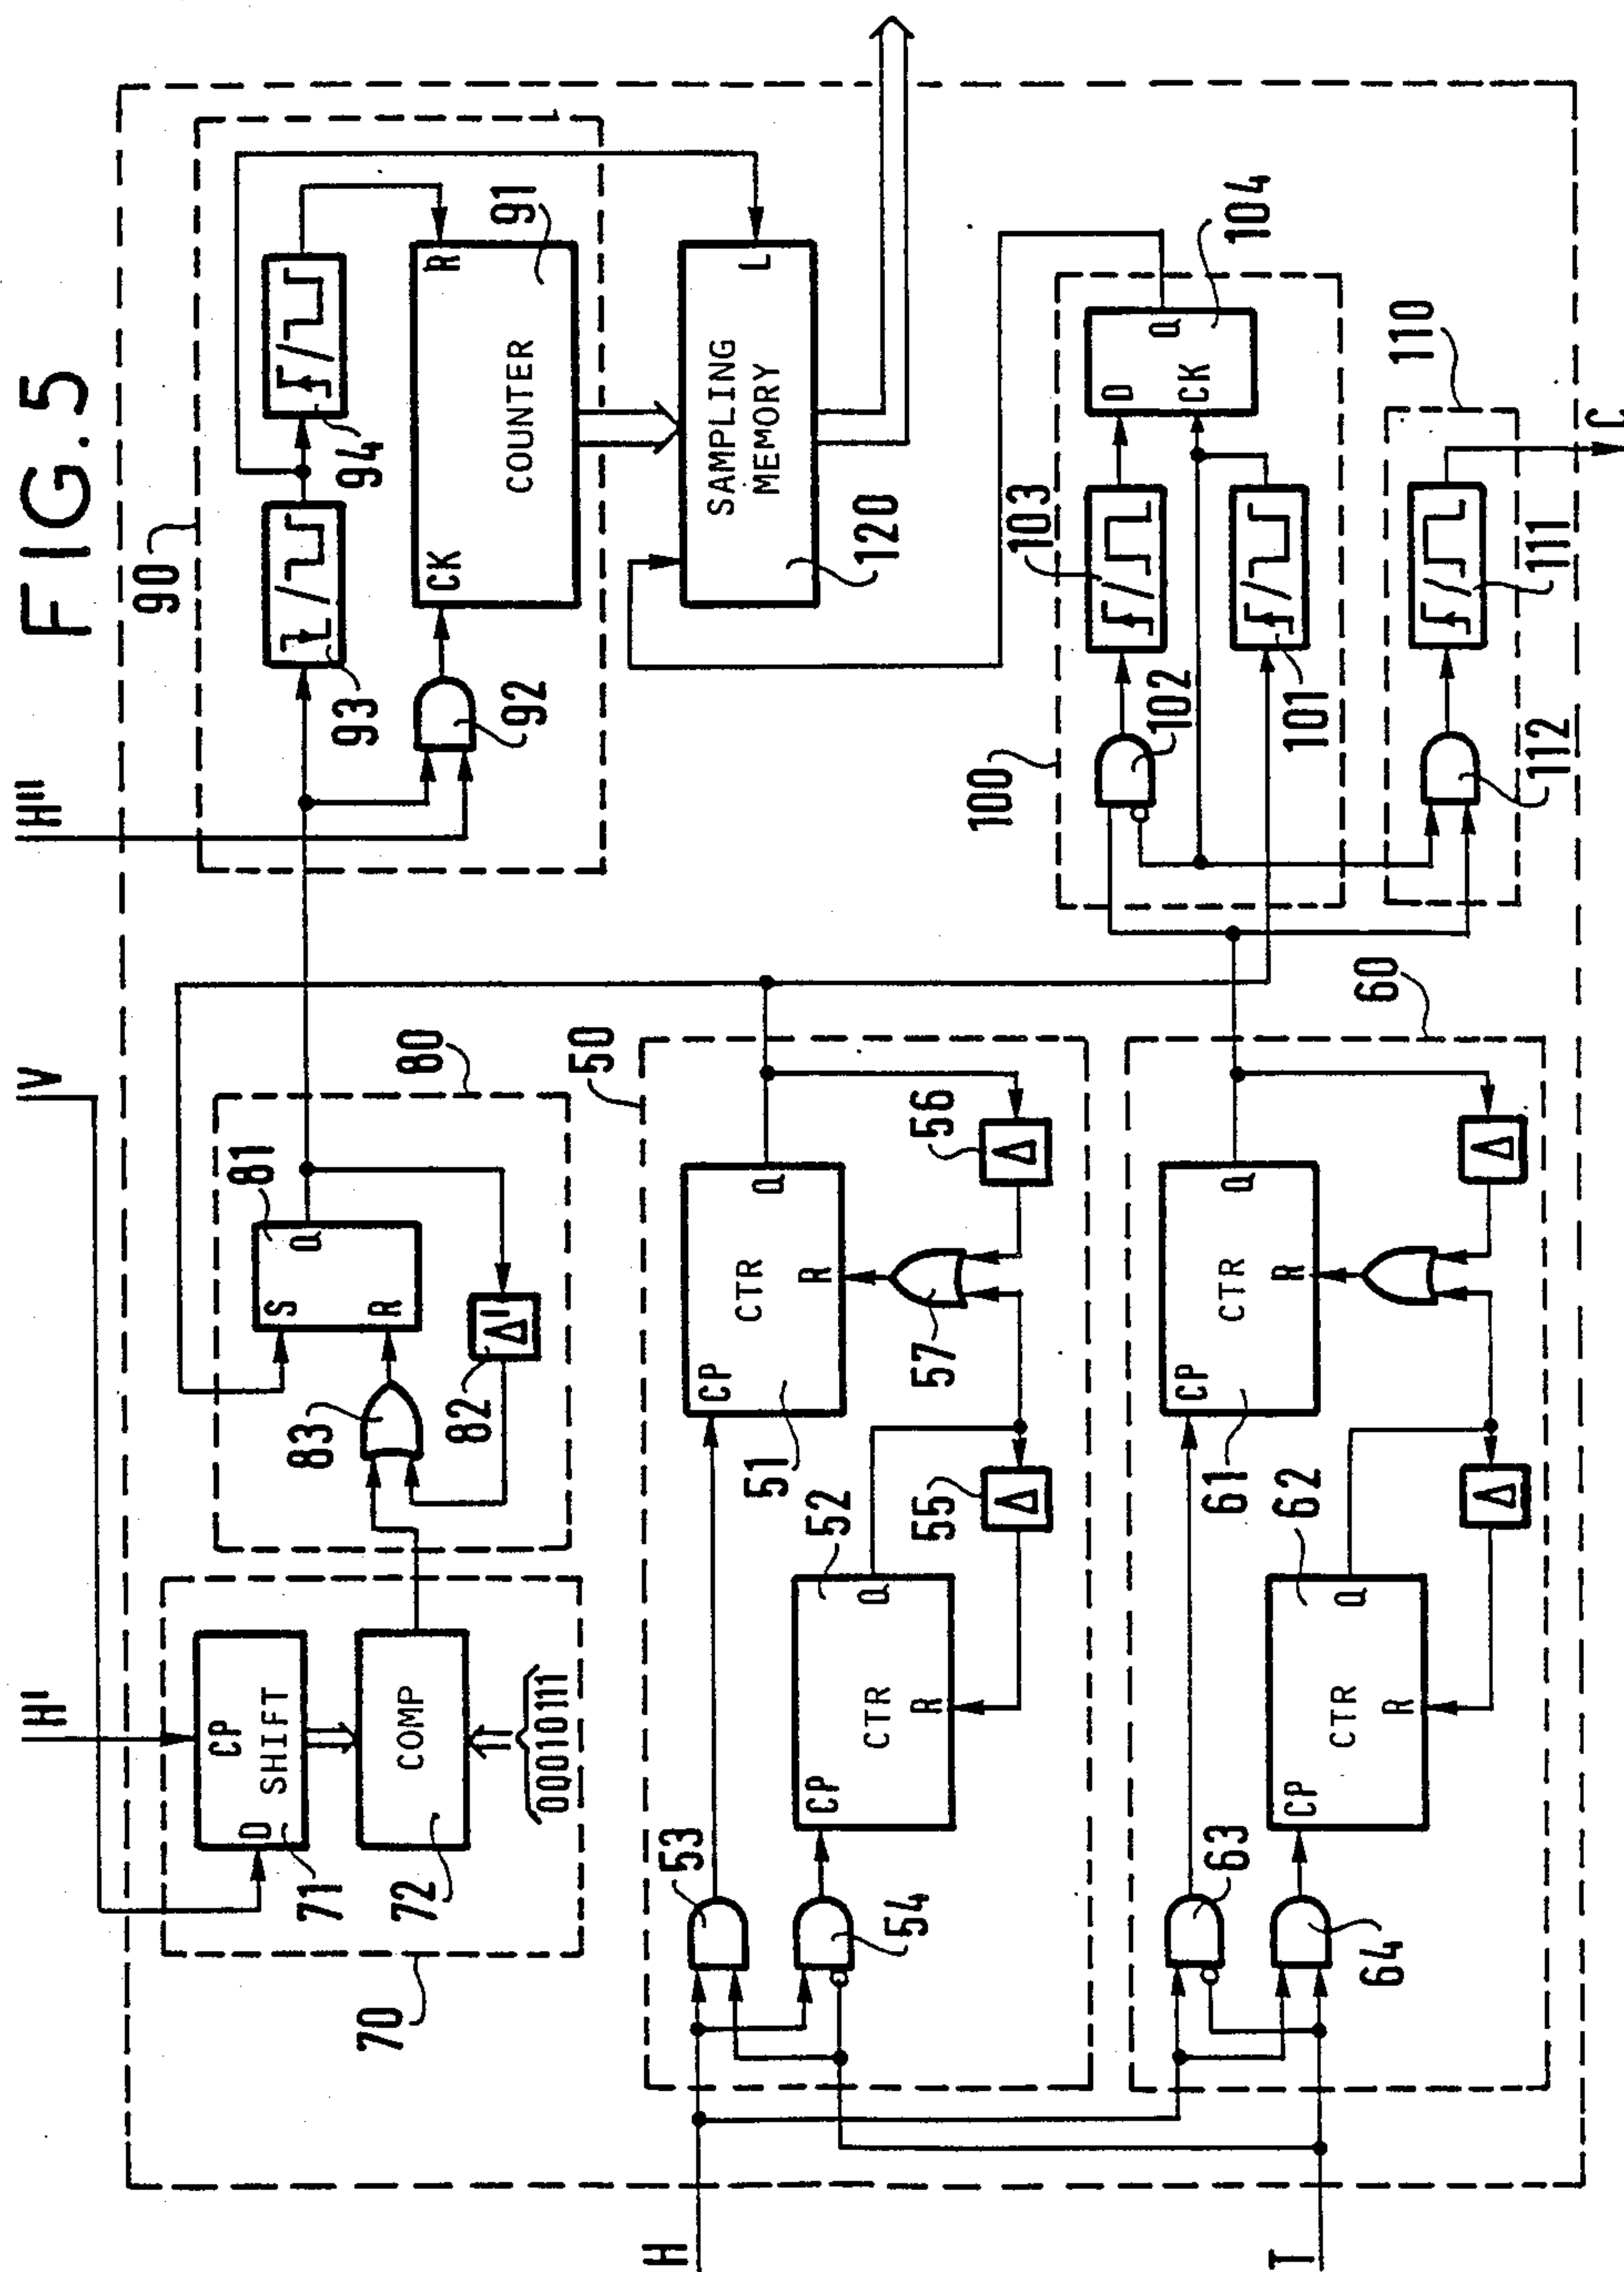 FIG.5
H'
V
H"
90
93
94
92
CK
R
91
COUNTER
SAMPLING
MEMORY
L
120
70
D
CP
SHIFT
71
COMP
72
000101111
80
81
S
Q
R
83
Δ'
82
50
53
54
CP
CTR
Q
R
51
CP
CTR
Q
R
52
Δ
55
Δ
56
57
60
63
64
CP
CTR
Q
R
61
CP
CTR
Q
R
62
Δ
Δ
100
102
103
101
D
CK
Q
104
110
112
111
C
H
T